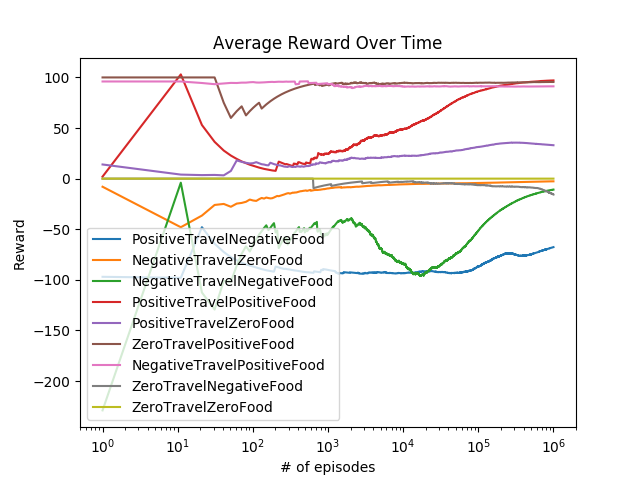 Average Reward Over Time
Reward
100
50
0
−50
−100
−150
−200
PositiveTravelNegativeFood
NegativeTravelZeroFood
NegativeTravelNegativeFood
PositiveTravelPositiveFood
PositiveTravelZeroFood
ZeroTravelPositiveFood
NegativeTravelPositiveFood
ZeroTravelNegativeFood
ZeroTravelZeroFood
10⁰ 10¹ 10² 10³ 10⁴ 10⁵ 10⁶
# of episodes